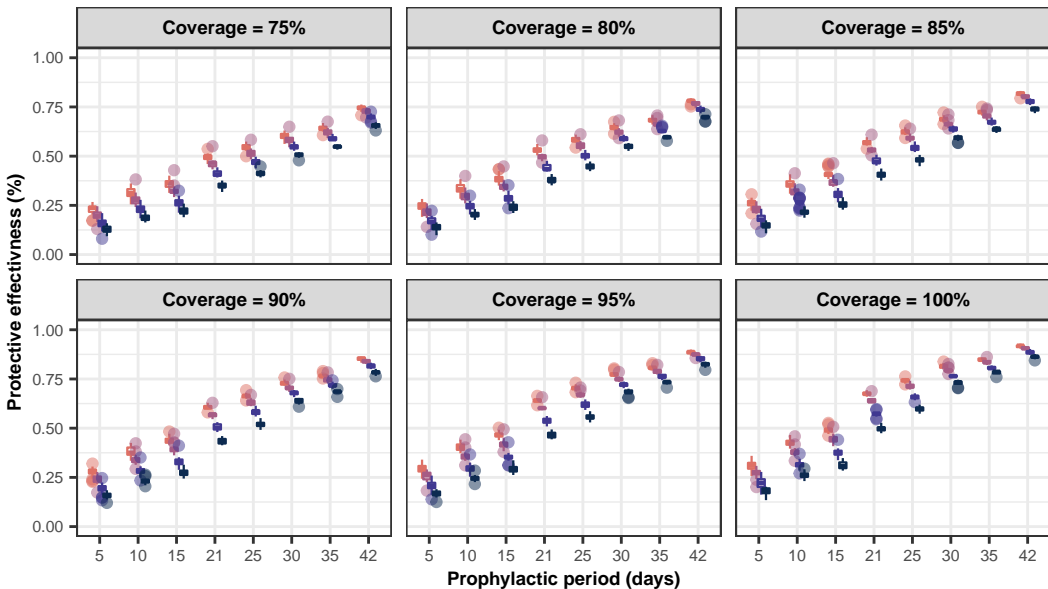 Coverage = 75%
Coverage = 80%
Coverage = 85%
1.00
0.75
0.50
0.25
0.00
Coverage = 90%
Coverage = 95%
Coverage = 100%
1.00
0.75
0.50
0.25
0.00
5 10 15 21 25 30 35 42
5 10 15 21 25 30 35 42
5 10 15 21 25 30 35 42
Prophylactic period (days)
Protective effectivness (%)